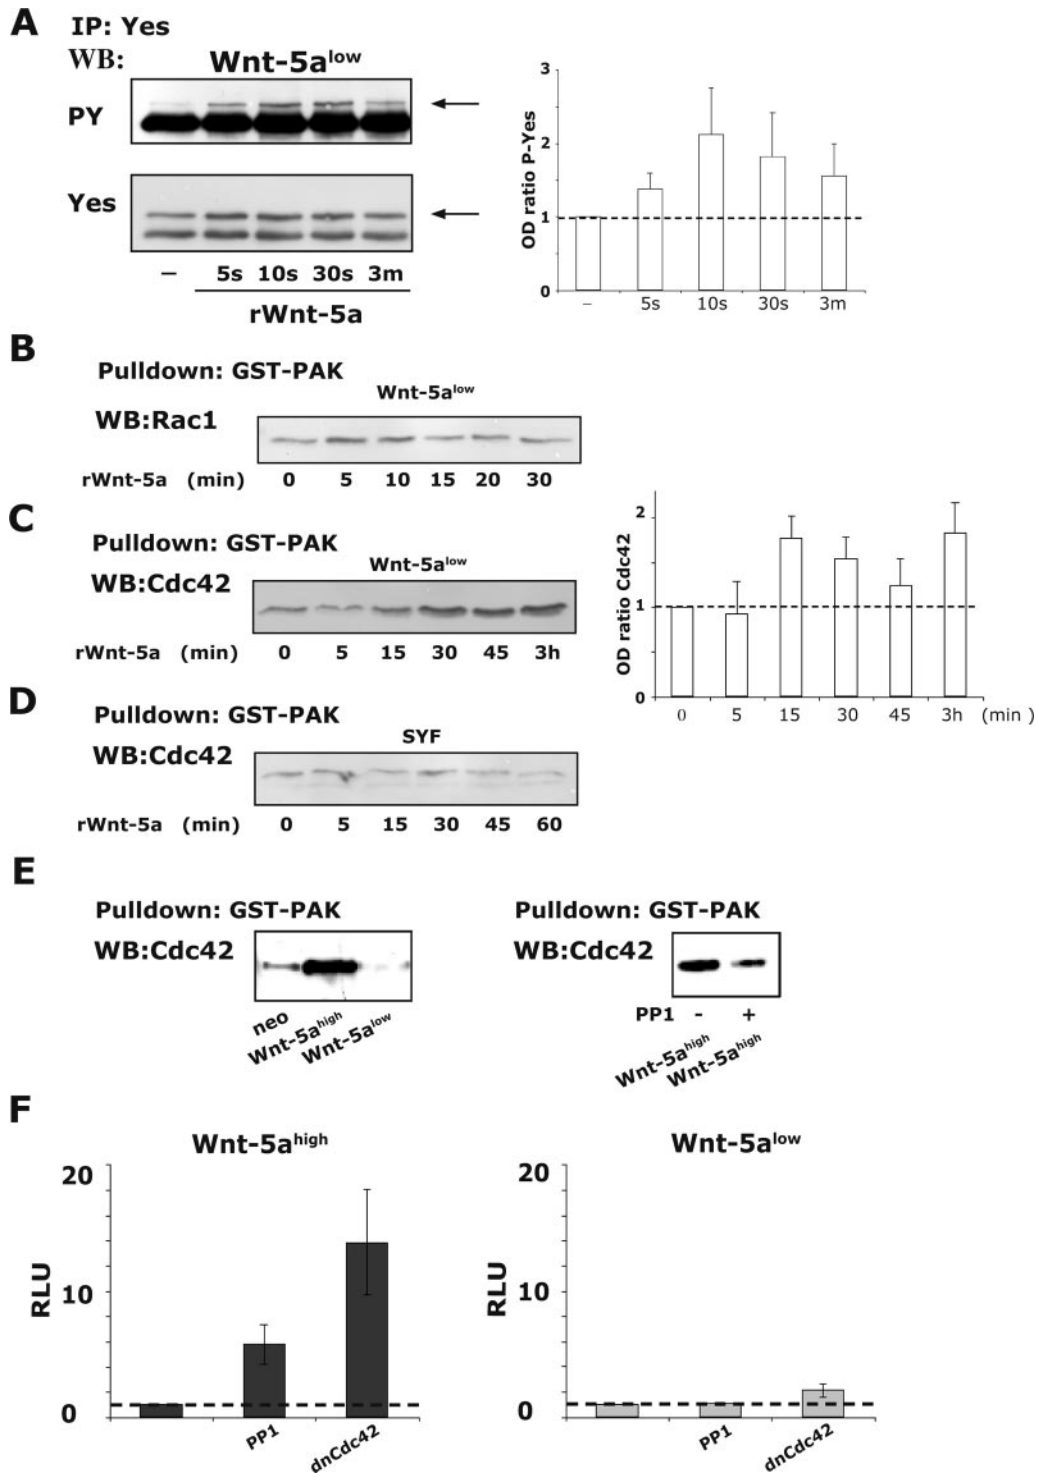 A
IP: Yes
WB:
Wnt-5alow
PY
Yes
– 5s 10s 30s 3m
rWnt-5a
OD ratio P-Yes
3
2
1
0
– 5s 10s 30s 3m
B
Pulldown: GST-PAK
Wnt-5alow
WB:Rac1
rWnt-5a (min) 0 5 10 15 20 30
C
Pulldown: GST-PAK
Wnt-5alow
WB:Cdc42
rWnt-5a (min) 0 5 15 30 45 3h
OD ratio Cdc42
2
1
0
0 5 15 30 45 3h (min )
D
Pulldown: GST-PAK
SYF
WB:Cdc42
rWnt-5a (min) 0 5 15 30 45 60
E
Pulldown: GST-PAK
WB:Cdc42
neo
Wnt-5ahigh
Wnt-5alow
Pulldown: GST-PAK
WB:Cdc42
PP1 - +
Wnt-5ahigh
Wnt-5ahigh
F
Wnt-5ahigh
RLU
20
10
0
PP1
dnCdc42
Wnt-5alow
RLU
20
10
0
PP1
dnCdc42